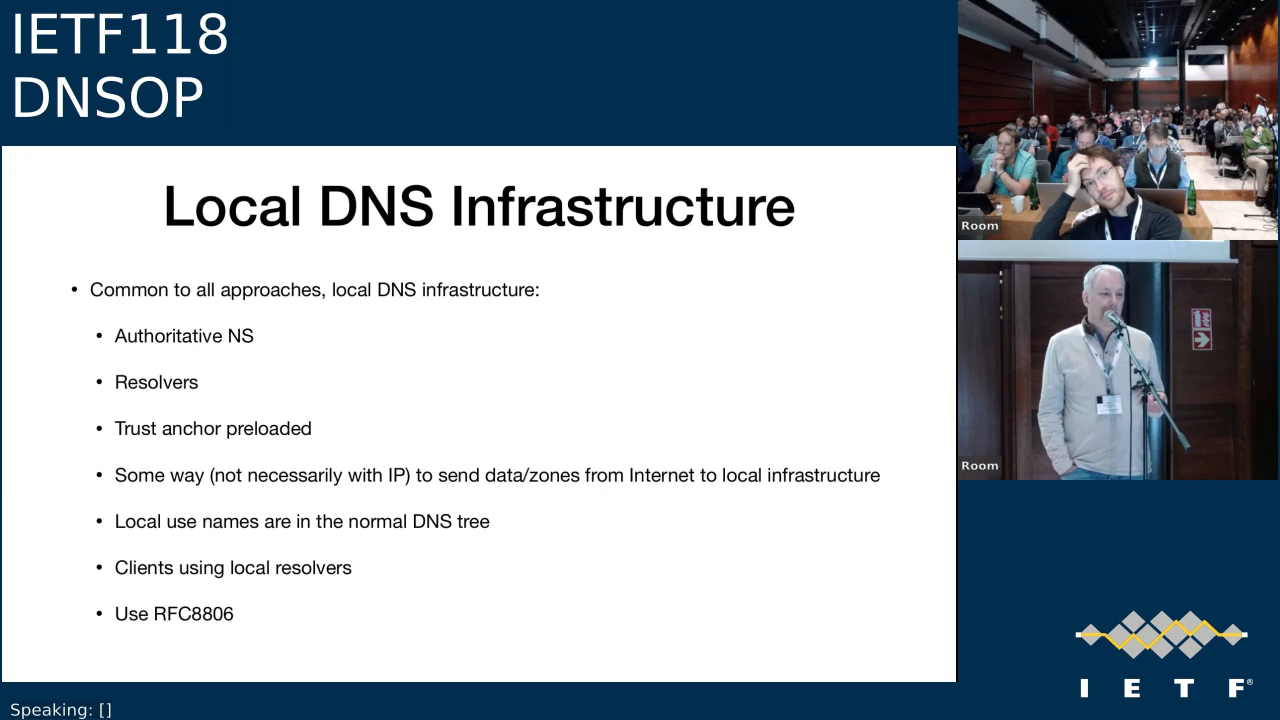 IETF118
DNSOP
Local DNS Infrastructure
• Common to all approaches, local DNS infrastructure:
• Authoritative NS
• Resolvers
• Trust anchor preloaded
• Some way (not necessarily with IP) to send data/zones from Internet to local infrastructure
• Local use names are in the normal DNS tree
• Clients using local resolvers
• Use RFC8806
Room
Room
I E T F®
Speaking: []